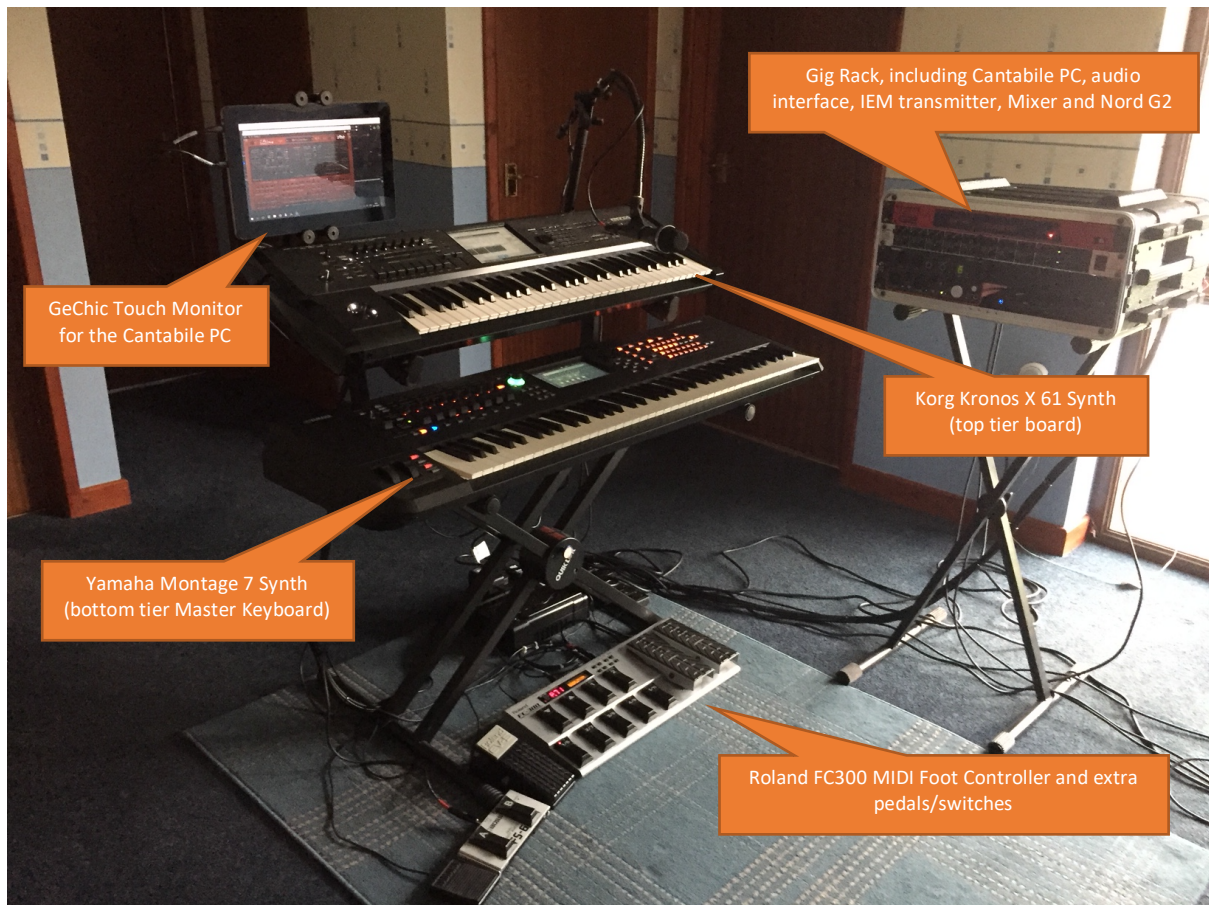 Gig Rack, including Cantabile PC, audio
interface, IEM transmitter, Mixer and Nord G2
GeChic Touch Monitor
for the Cantabile PC
Korg Kronos X 61 Synth
(top tier board)
Yamaha Montage 7 Synth
(bottom tier Master Keyboard)
Roland FC300 MIDI Foot Controller and extra
pedals/switches